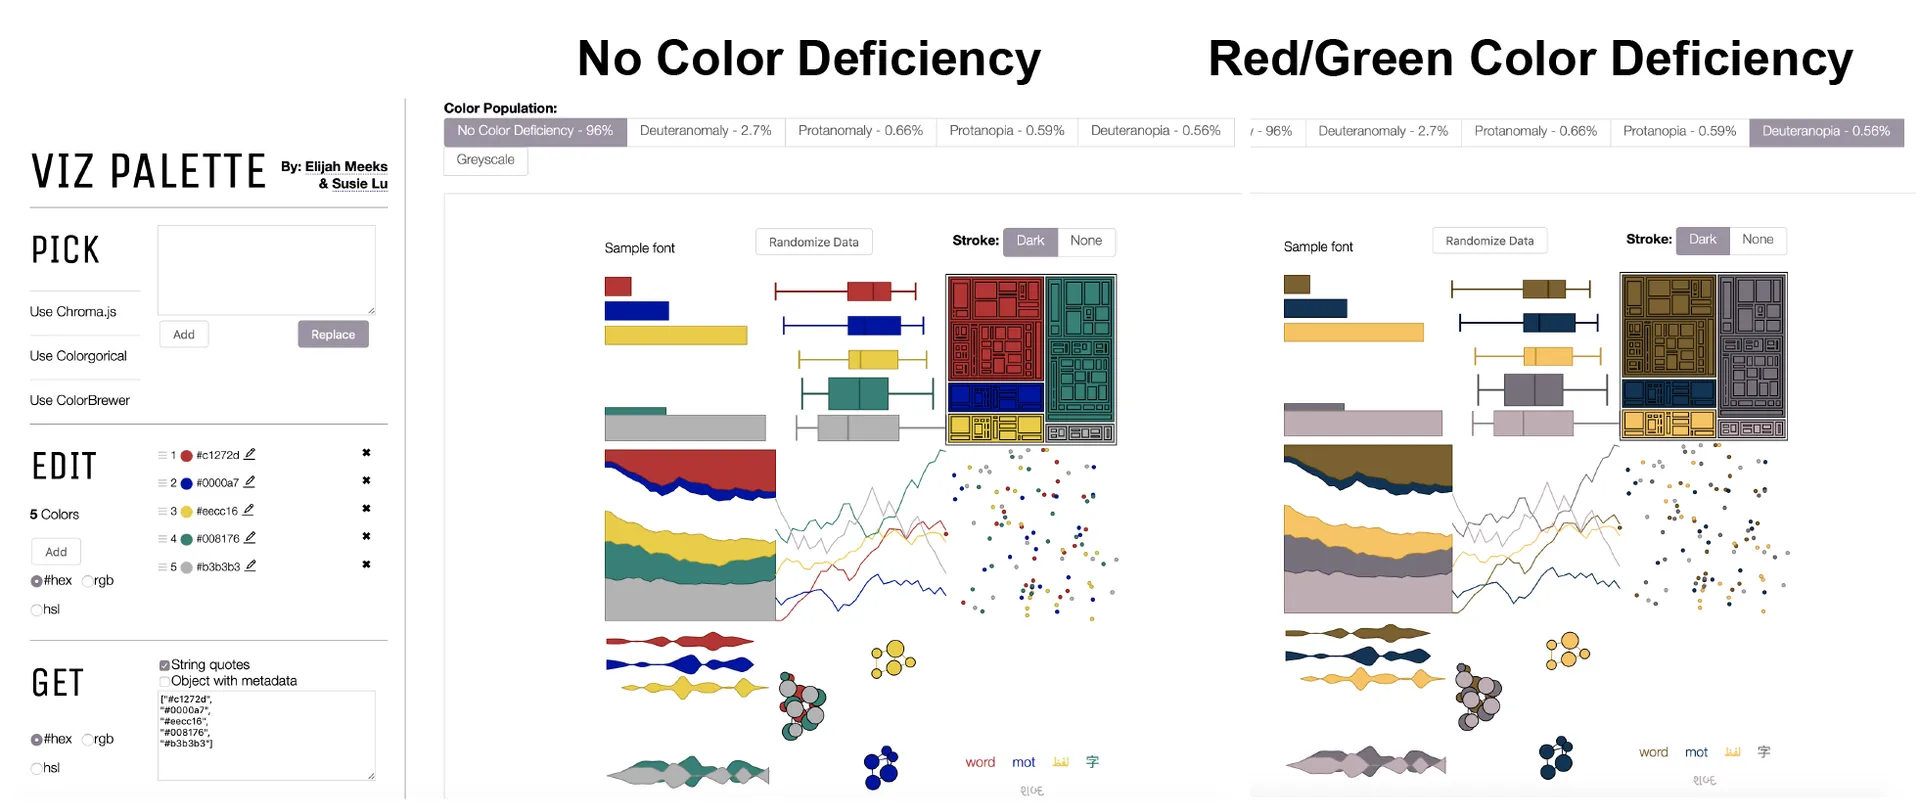 No Color Deficiency
Red/Green Color Deficiency
VIZ PALETTE
By: Elijah Meeks
& Susie Lu
PICK
Use Chroma.js
Use Colorgorical
Use ColorBrewer
Add
Replace
EDIT
5 Colors
Add
#hex rgb
hsl
1 #c1272d
2 #0000a7
3 #eecc16
4 #008176
5 #b3b3b3
GET
#hex rgb
hsl
String quotes
Object with metadata
["#c1272d",
"#0000a7",
"#eecc16",
"#008176",
"#b3b3b3"]
Color Population:
No Color Deficiency - 96% Deuteranomaly - 2.7% Protanomaly - 0.66% Protanopia - 0.59% Deuteranopia - 0.56%
Greyscale
Sample font
Randomize Data
Stroke: Dark None
word mot 字
- 96% Deuteranomaly - 2.7% Protanomaly - 0.66% Protanopia - 0.59% Deuteranopia - 0.56%
Sample font
Randomize Data
Stroke: Dark None
word mot 字